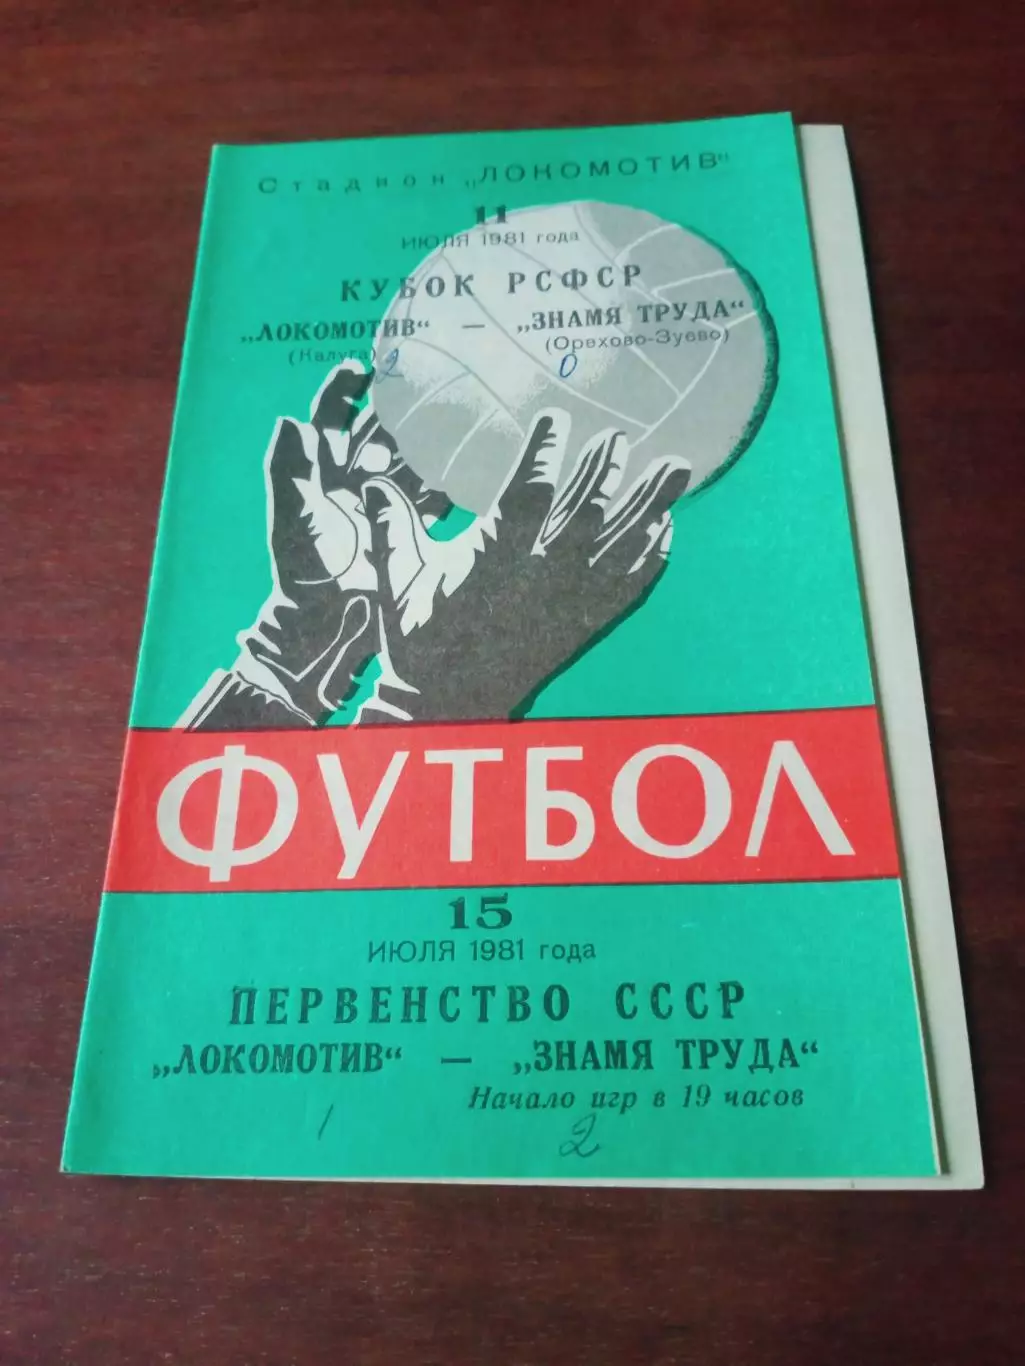 Стадион „ЛОКОМОТИВ“
11
ИЮЛЯ 1981 года
КУБОК РСФСР
„ЛОКОМОТИВ“ — „ЗНАМЯ ТРУДА“
(Калуга) (Орехово-Зуево)
2 0
ФУТБОЛ
15
ИЮЛЯ 1981 года
ПЕРВЕНСТВО СССР
„ЛОКОМОТИВ“ — „ЗНАМЯ ТРУДА“
Начало игр в 19 часов
1 2